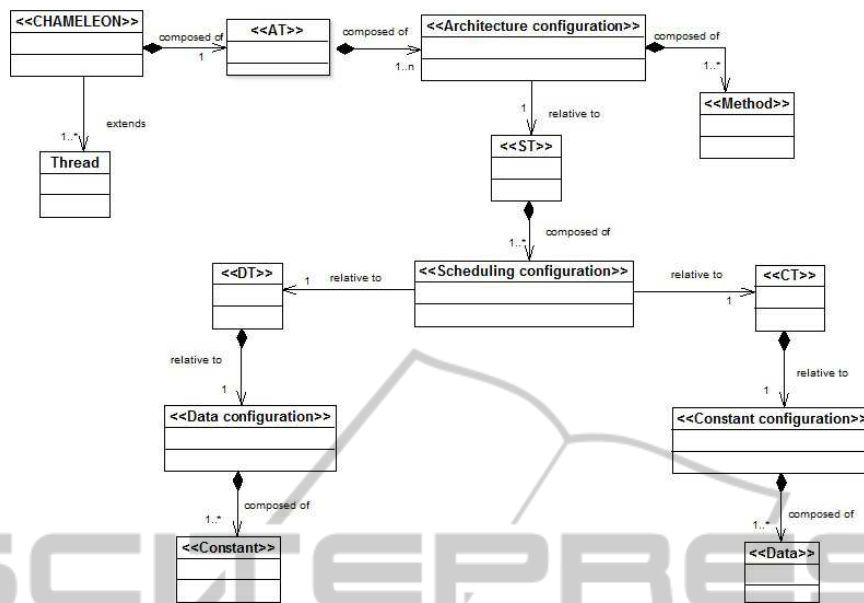 <<CHAMELEON>>
composed of
1
<<AT>>
composed of
1..n
<<Architecture configuration>>
composed of
1..*
<<Method>>
extends
1..*
Thread
1
relative to
<<ST>>
composed of
1..*
<<Scheduling configuration>>
<<DT>>
1
relative to
relative to
1
<<CT>>
relative to
1
<<Data configuration>>
relative to
1
<<Constant configuration>>
composed of
1..*
<<Constant>>
composed of
1..*
<<Data>>
SCITEPRES